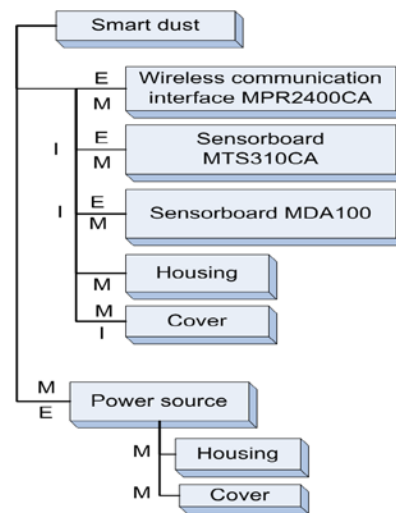 Smart dust
E
Wireless communication
M
interface MPR2400CA
E
Sensorboard
I
M
MTS310CA
E
I
Sensorboard MDA100
M
Housing
M
M
Cover
I
M
Power source
E
M
Housing
M
Cover